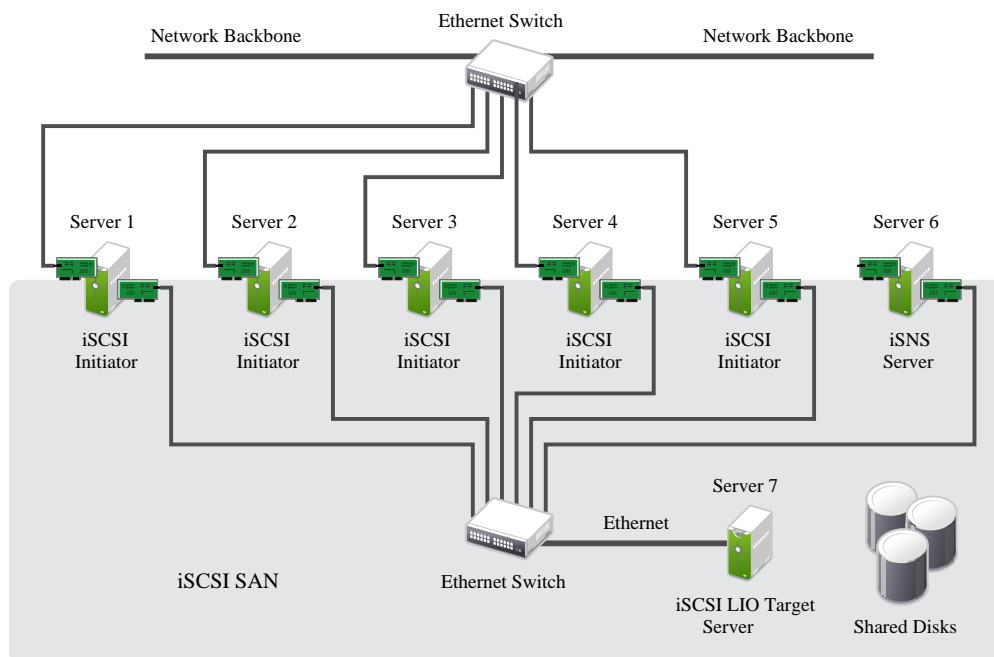 Ethernet Switch
Network Backbone
Network Backbone
Server 1
Server 2
Server 3
Server 4
Server 5
Server 6
iSCSI
Initiator
iSCSI
Initiator
iSCSI
Initiator
iSCSI
Initiator
iSCSI
Initiator
iSNS
Server
Server 7
Ethernet
Ethernet Switch
iSCSI SAN
iSCSI LIO Target
Server
Shared Disks